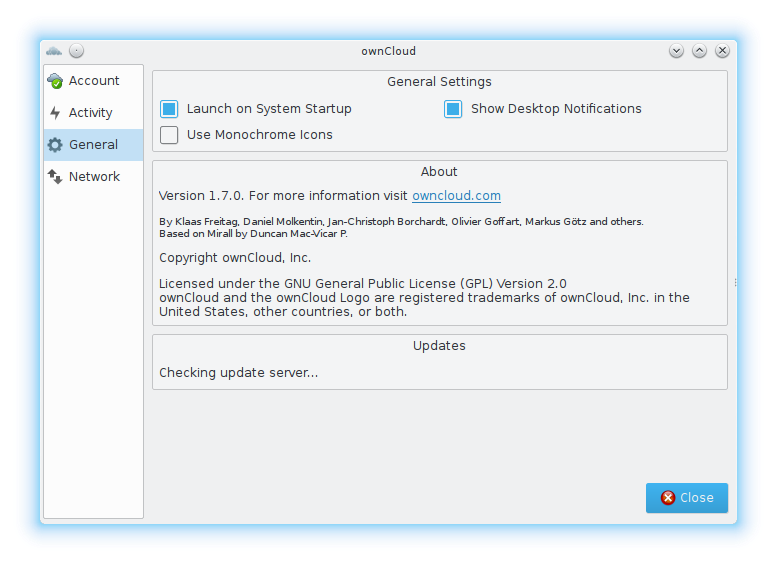 ownCloud
Account
Activity
General
Network
General Settings
Launch on System Startup
Show Desktop Notifications
Use Monochrome Icons
About
Version 1.7.0. For more information visit owncloud.com
By Klaas Freitag, Daniel Molkentin, Jan-Christoph Borchardt, Olivier Goffart, Markus Götz and others.
Based on Mirall by Duncan Mac-Vicar P.
Copyright ownCloud, Inc.
Licensed under the GNU General Public License (GPL) Version 2.0
ownCloud and the ownCloud Logo are registered trademarks of ownCloud, Inc. in the
United States, other countries, or both.
Updates
Checking update server...
Close